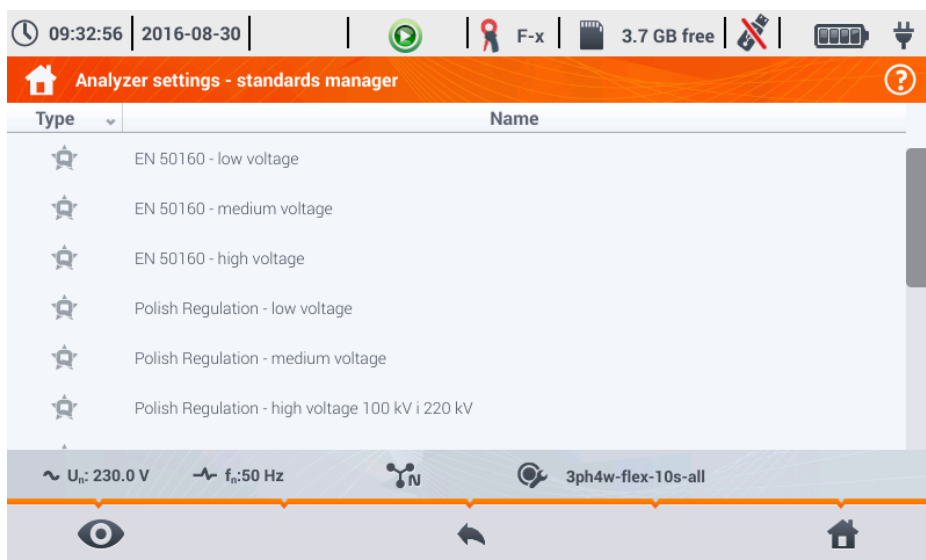 09:32:56 2016-08-30 F-x 3.7 GB free
Analyzer settings - standards manager ?
Type Name
EN 50160 - low voltage
EN 50160 - medium voltage
EN 50160 - high voltage
Polish Regulation - low voltage
Polish Regulation - medium voltage
Polish Regulation - high voltage 100 kV i 220 kV
Uₙ: 230.0 V fₙ:50 Hz N 3ph4w-flex-10s-all